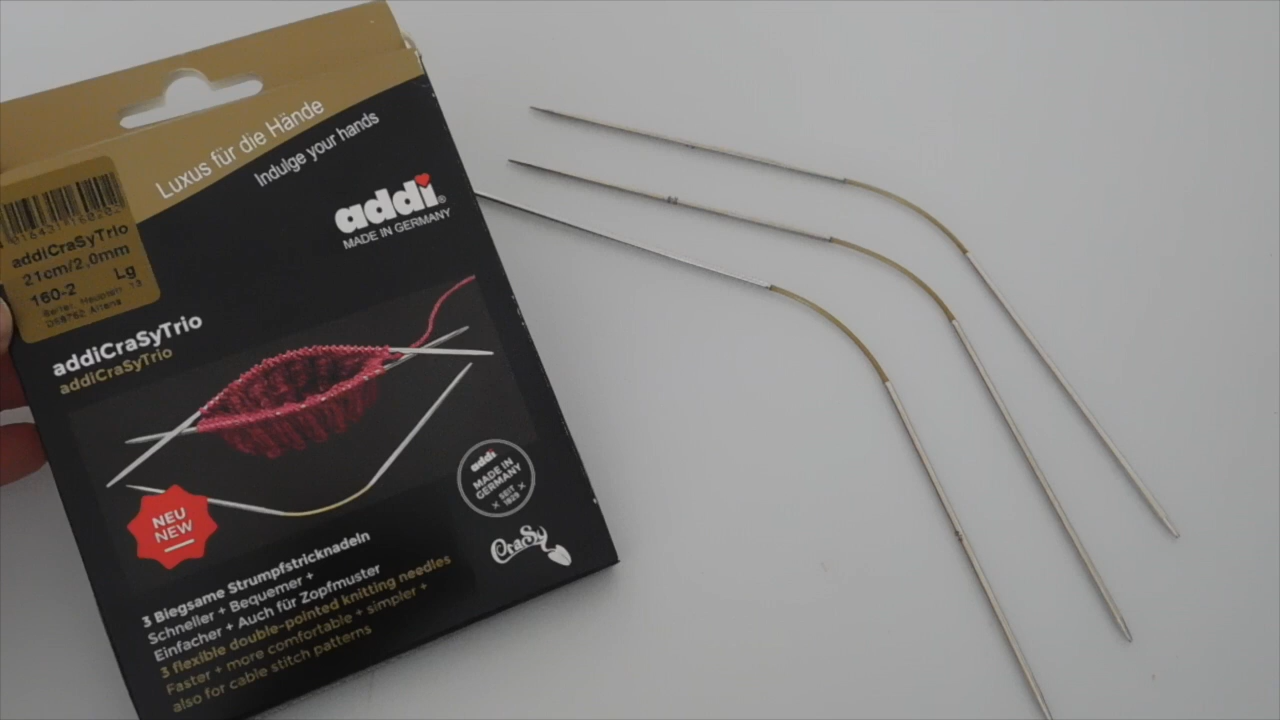 Luxus für die Hände
Indulge your hands
addi®
MADE IN GERMANY
addiCraSyTrio
21cm/2,0mm
160-2 Lg
addiCraSyTrio
addiCraSyTrio
NEU
NEW
addi
MADE IN
GERMANY
SEIT
CraSy
3 Biegsame Strumpfstricknadeln
Schneller + Bequemer +
Einfacher + Auch für Zopfmuster
3 flexible double-pointed knitting needles
Faster + more comfortable + simpler +
also for cable stitch patterns